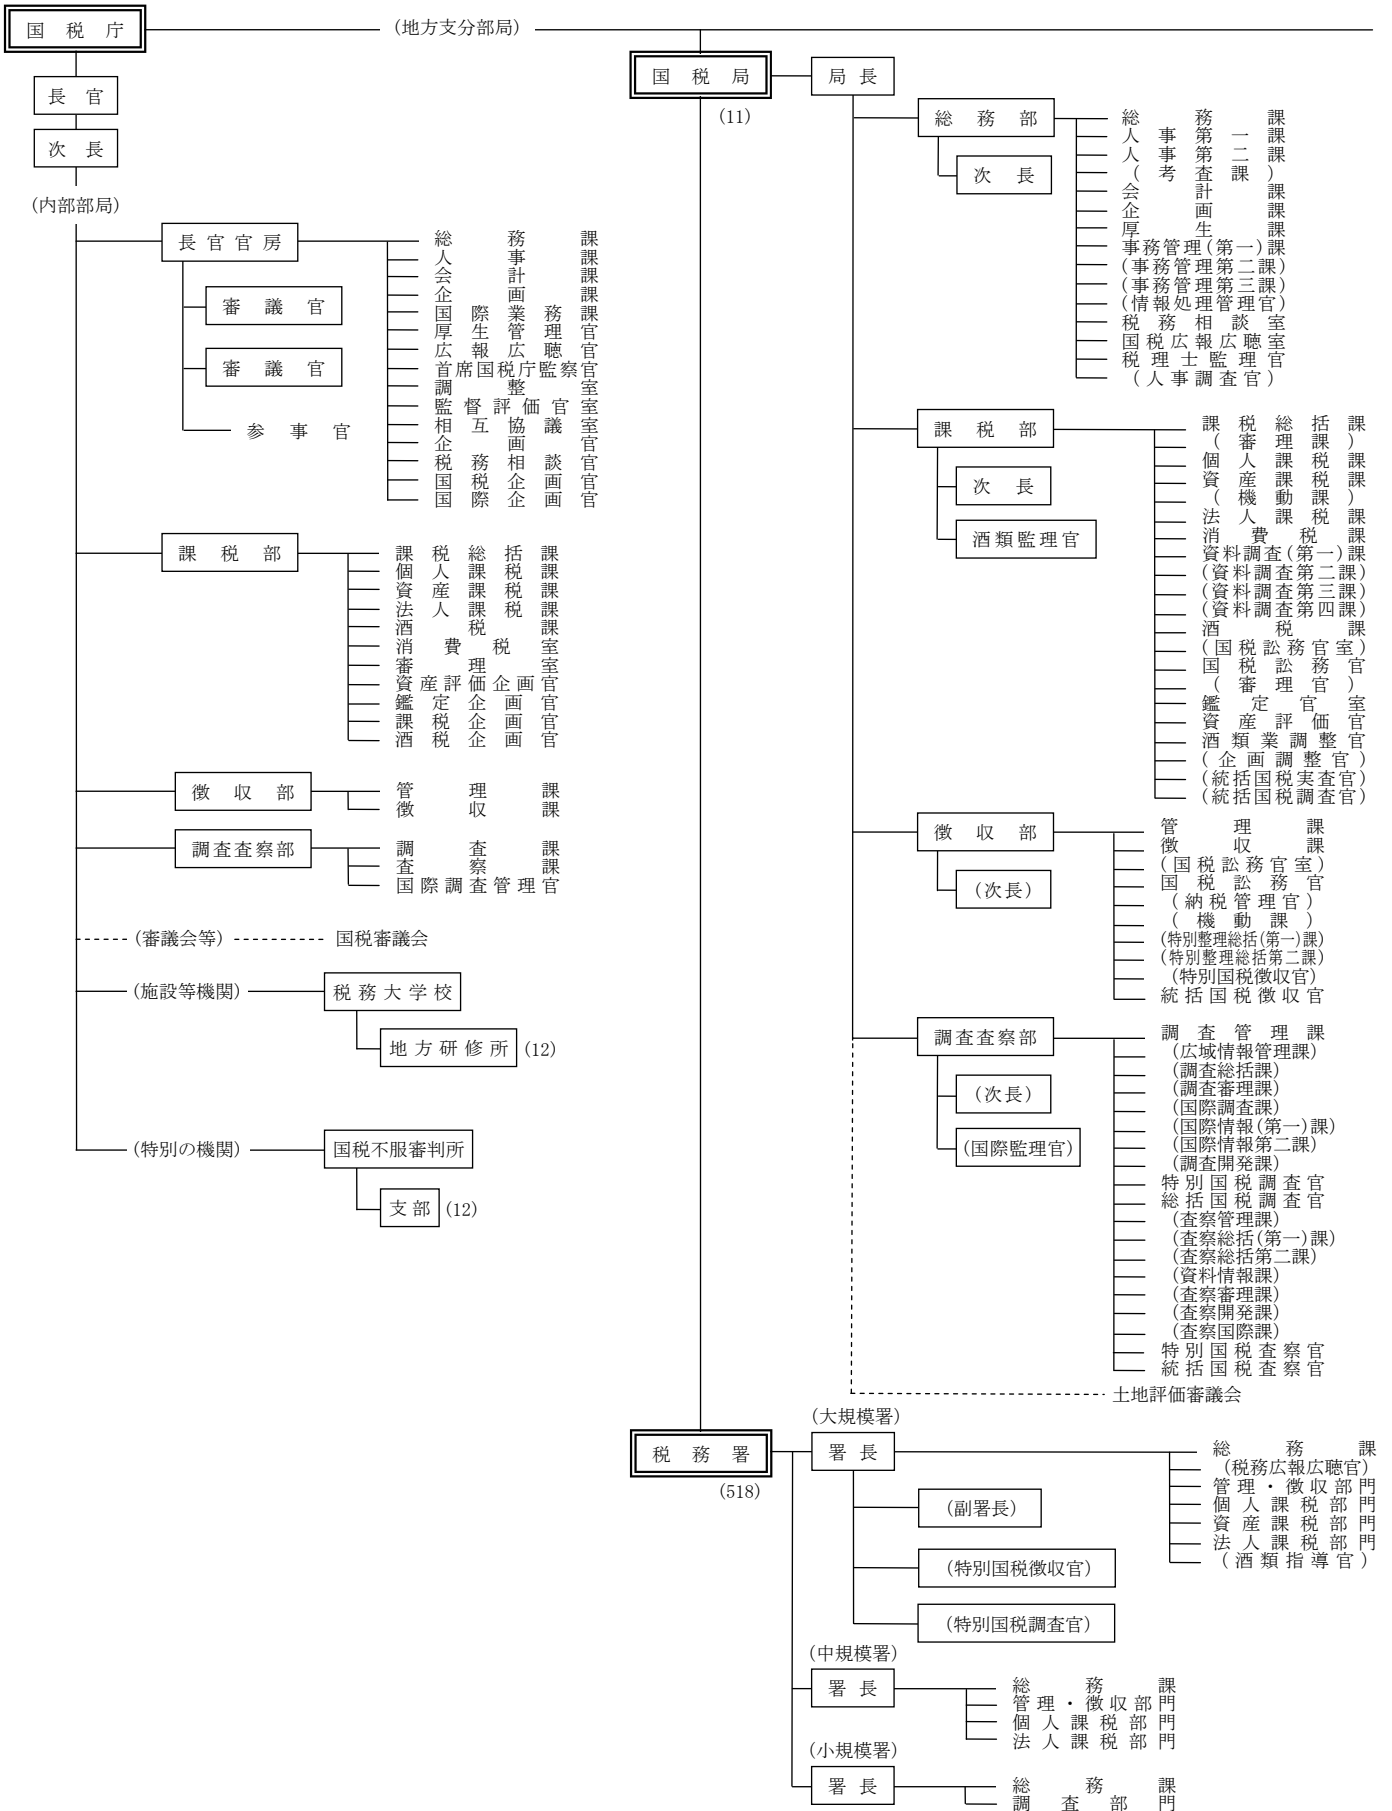 国税庁
(地方支分部局)
長官
次長
(内部部局)
長官官房
審議官
審議官
参事官
総務課
人事課
会計課
企画課
国際業務課
厚生管理官
広報広聴官
首席国税庁監察官
調整室
監督評価官室
相互協議室
企画官
税務相談官
国税企画官
国際企画官
課税部
課税総括課
個人課税課
資産課税課
法人課税課
酒税課
消費税室
審理室
資産評価企画官
鑑定企画官
課税企画官
酒税企画官
徴収部
管理課
徴収課
調査査察部
調査課
査察課
国際調査管理官
(審議会等)
国税審議会
(施設等機関)
税務大学校
地方研修所
(12)
(特別の機関)
国税不服審判所
支部
(12)
国税局
(11)
局長
総務部
次長
総務課
人事第一課
人事第二課
(考査課)
会計課
企画課
厚生課
事務管理(第一)課
(事務管理第二課)
(事務管理第三課)
(情報処理管理官)
税務相談室
国税広報広聴室
税理士監理官
(人事調査官)
課税部
次長
酒類監理官
課税総括課
(審理課)
個人課税課
資産課税課
(機動課)
法人課税課
消費税課
資料調査(第一)課
(資料調査第二課)
(資料調査第三課)
(資料調査第四課)
酒税課
(国税訟務官室)
国税訟務官
(審理官)
鑑定官室
資産評価官
酒類業調整官
(企画調整官)
(統括国税実査官)
(統括国税調査官)
徴収部
(次長)
管理課
徴収課
(国税訟務官室)
国税訟務官
(納税管理官)
(機動課)
(特別整理総括(第一)課)
(特別整理総括第二課)
(特別国税徴収官)
統括国税徴収官
調査査察部
(次長)
(国際監理官)
調査管理課
(広域情報管理課)
(調査総括課)
(調査審理課)
(国際調査課)
(国際情報(第一)課)
(国際情報第二課)
(調査開発課)
特別国税調査官
総括国税調査官
(査察管理課)
(査察総括(第一)課)
(査察総括第二課)
(資料情報課)
(査察審理課)
(査察開発課)
(査察国際課)
特別国税査察官
統括国税査察官
土地評価審議会
税務署
(518)
(大規模署)
署長
(副署長)
(特別国税徴収官)
(特別国税調査官)
総務課
(税務広報広聴官)
管理・徴収部門
個人課税部門
資産課税部門
法人課税部門
(酒類指導官)
(中規模署)
署長
総務課
管理・徴収部門
個人課税部門
法人課税部門
(小規模署)
署長
総務課
調査部門